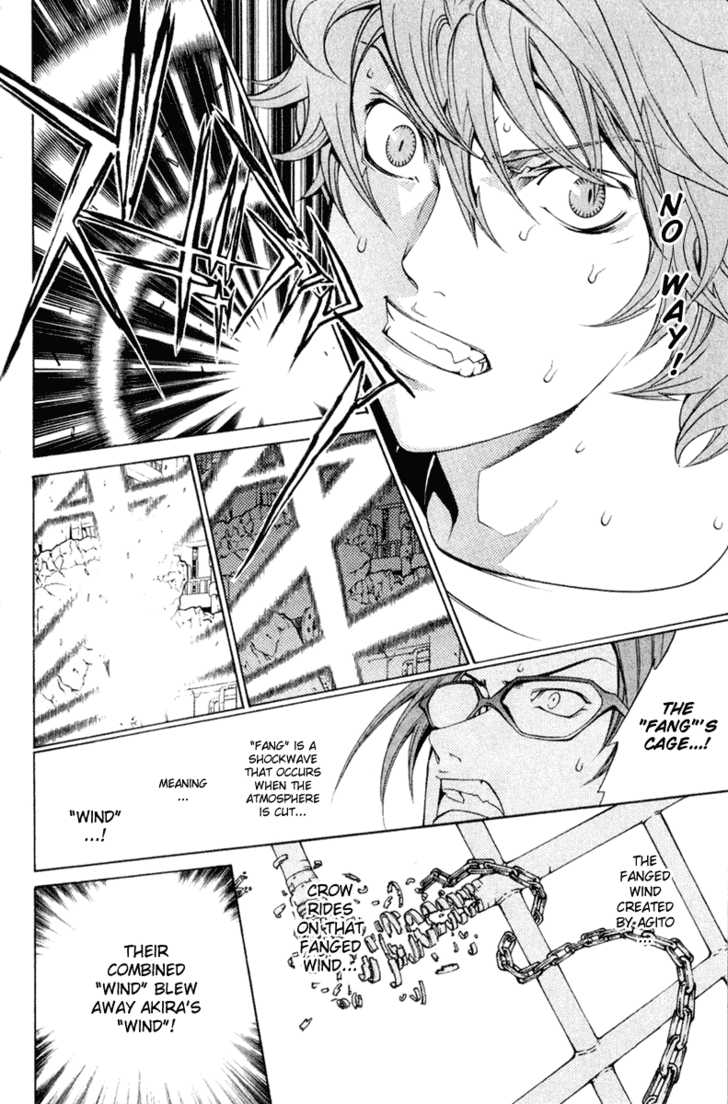 NO WAY!
THE
"FANG"'S
CAGE...!
"FANG" IS A
SHOCKWAVE
THAT OCCURS
WHEN THE
ATMOSPHERE
IS CUT...
MEANING
...
"WIND"
...!
THE
FANGED
WIND
CREATED
BY AGITO
...
CROW
RIDES
ON THAT
FANGED
WIND...
THEIR
COMBINED
"WIND" BLEW
AWAY AKIRA'S
"WIND"!